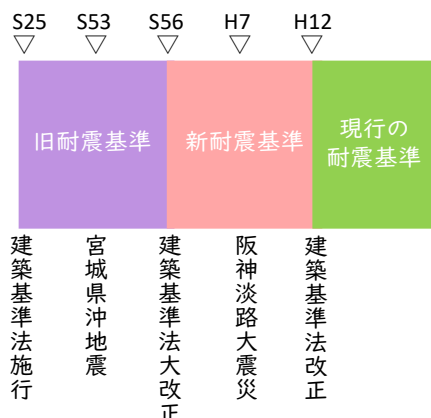 S25 S53 S56 H7 H12
旧耐震基準
新耐震基準
現行の
耐震基準
建築基準法施行
宮城県沖地震
建築基準法大改正
阪神淡路大震災
建築基準法改正